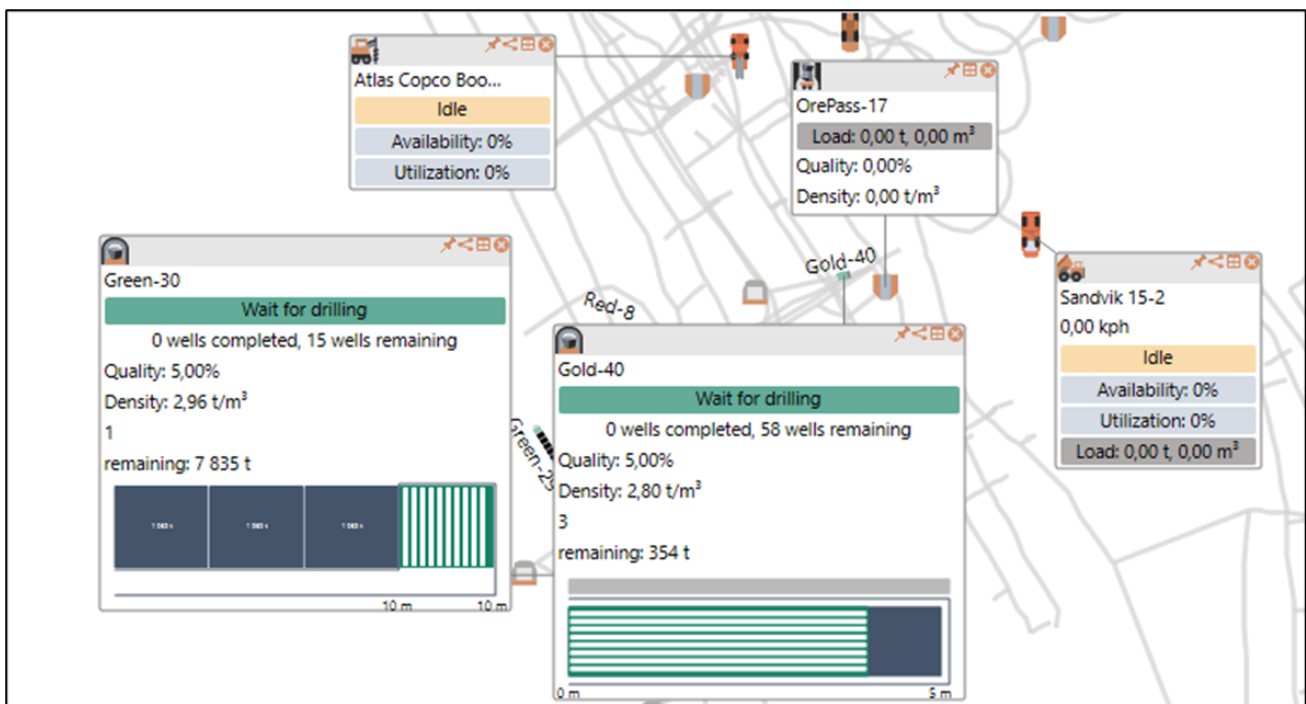 Atlas Copco Boo...
Idle
Availability: 0%
Utilization: 0%
OrePass-17
Load: 0,00 t, 0,00 m³
Quality: 0,00%
Density: 0,00 t/m³
Gold-40
Red-8
Green-30
Wait for drilling
0 wells completed, 15 wells remaining
Quality: 5,00%
Density: 2,96 t/m³
1
remaining: 7 835 t
10 m
10 m
Gold-40
Wait for drilling
0 wells completed, 58 wells remaining
Quality: 5,00%
Density: 2,80 t/m³
3
remaining: 354 t
0 m
5 m
Sandvik 15-2
0,00 kph
Idle
Availability: 0%
Utilization: 0%
Load: 0,00 t, 0,00 m³